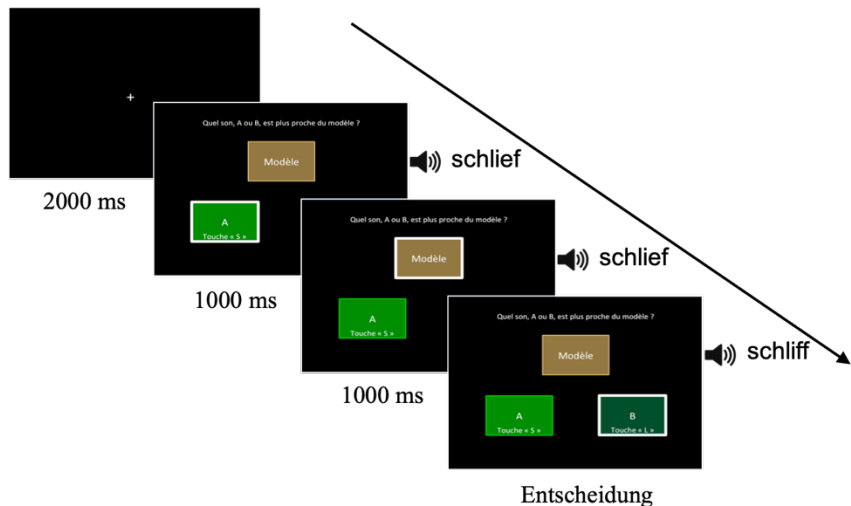 +
2000 ms
Quel son, A ou B, est plus proche du modèle ?
Modèle
schlief
A
Touche « S »
1000 ms
Quel son, A ou B, est plus proche du modèle ?
Modèle
schlief
A
Touche « S »
1000 ms
Quel son, A ou B, est plus proche du modèle ?
Modèle
schliff
A
Touche « S »
B
Touche « L »
Entscheidung